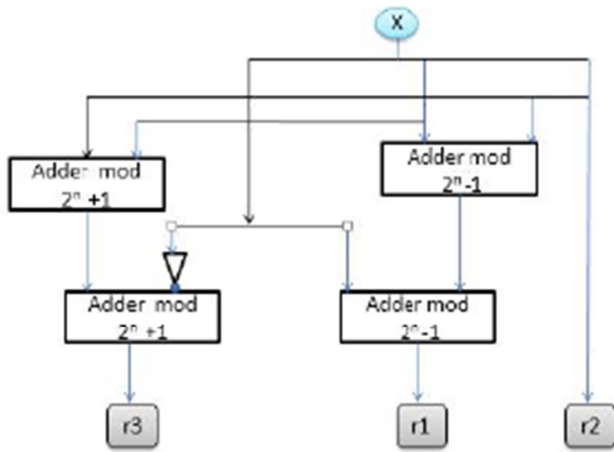 X
Adder mod
2ⁿ +1
Adder mod
2ⁿ-1
Adder mod
2ⁿ +1
Adder mod
2ⁿ-1
r3
r1
r2